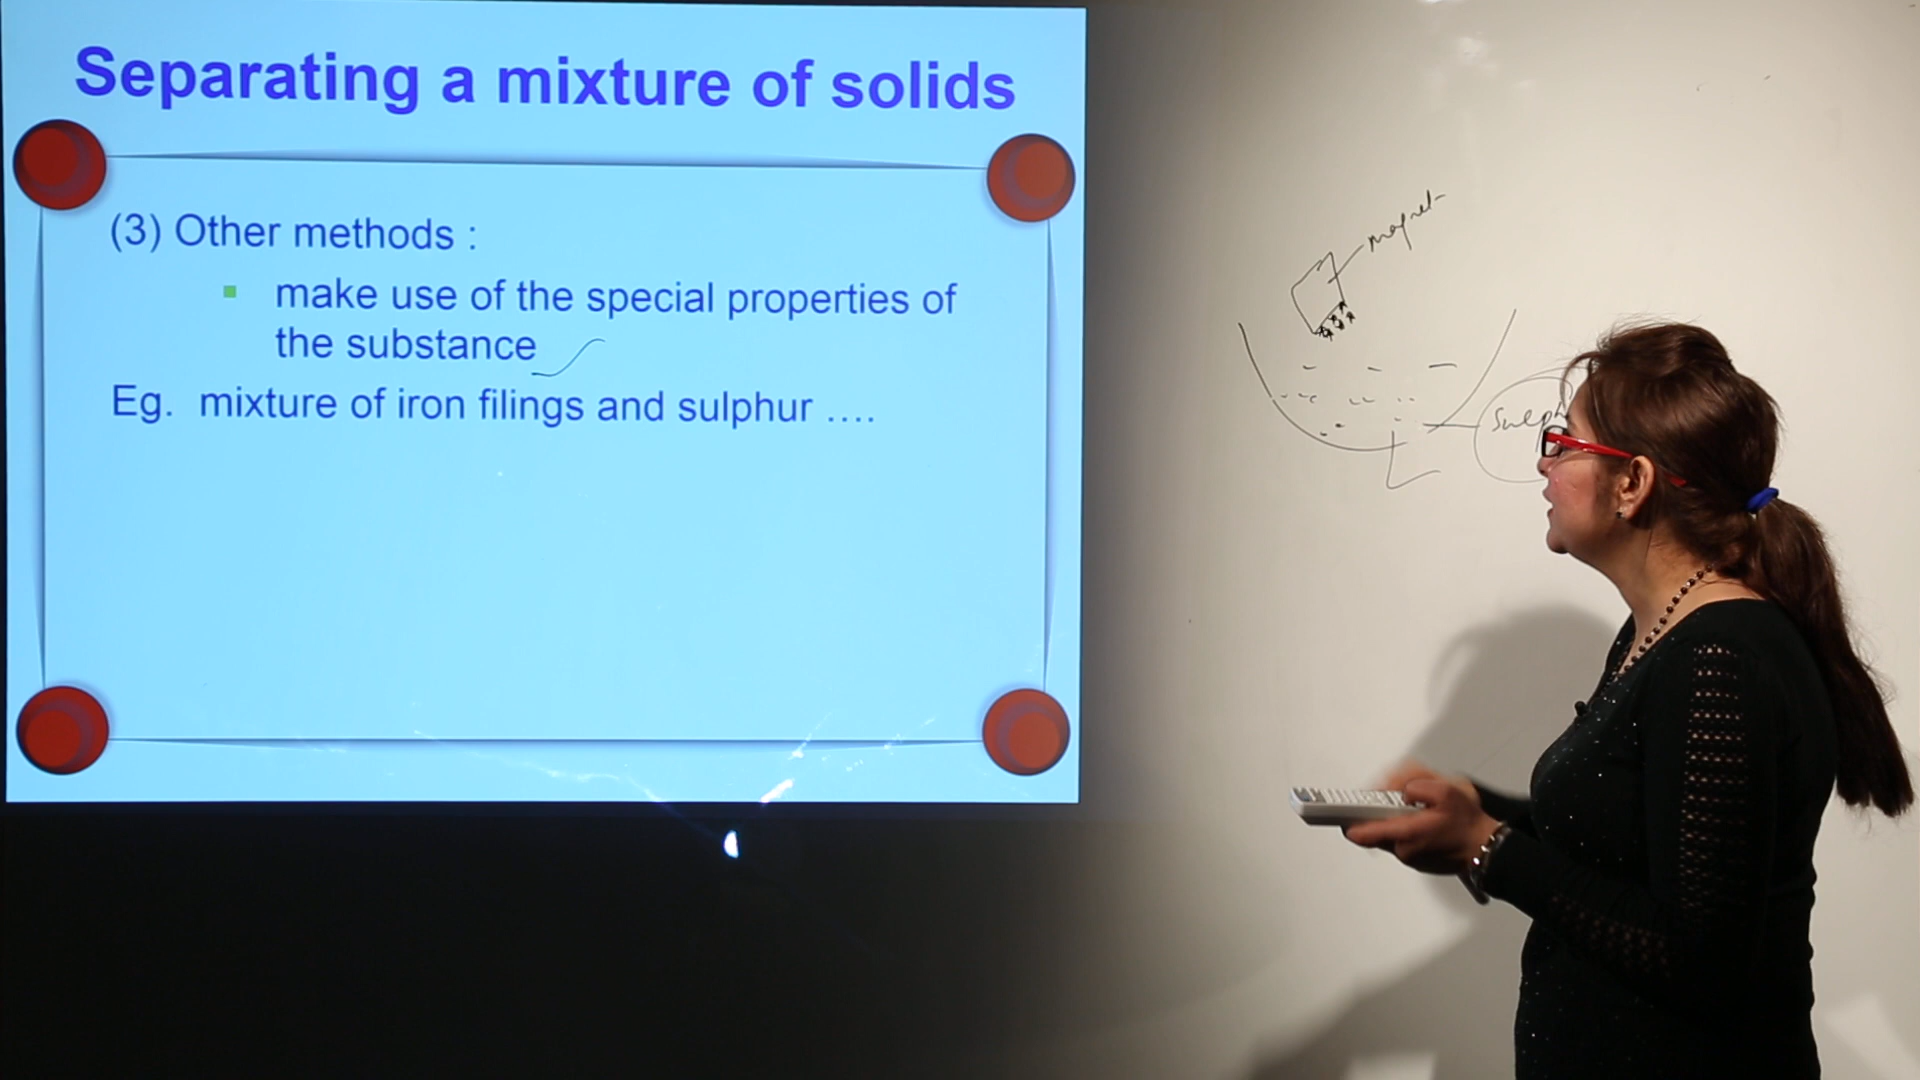 Separating a mixture of solids
(3) Other methods :
make use of the special properties of
the substance
Eg. mixture of iron filings and sulphur ....
magnet
Sulph